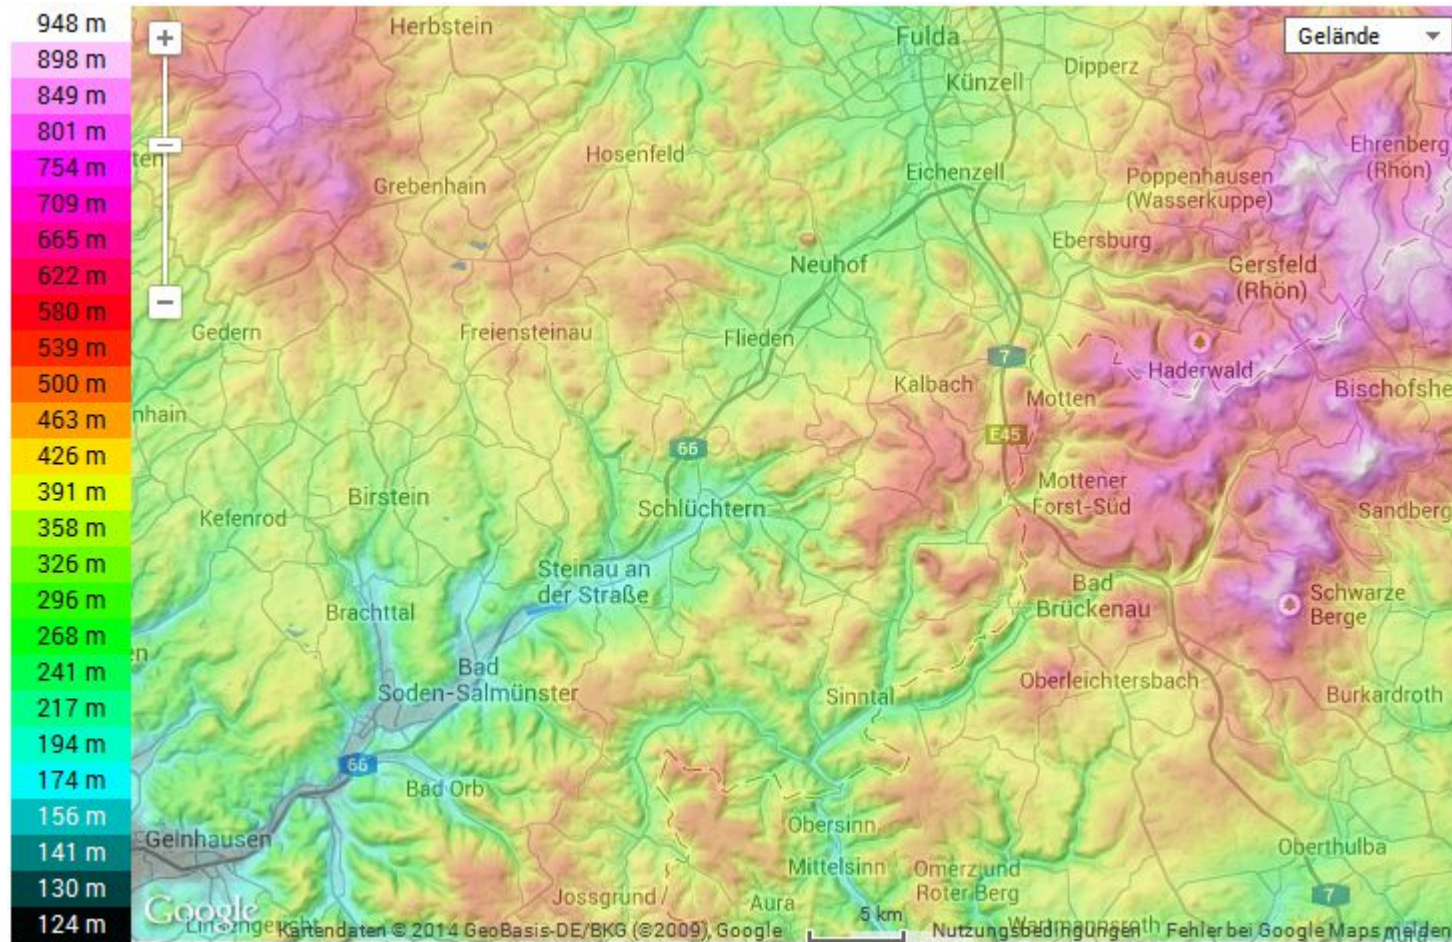 948 m
898 m
849 m
801 m
754 m
709 m
665 m
622 m
580 m
539 m
500 m
463 m
426 m
391 m
358 m
326 m
296 m
268 m
241 m
217 m
194 m
174 m
156 m
141 m
130 m
124 m
+
−
Gelände
Herbstein
Fulda
Künzell
Dipperz
Hosenfeld
Ehrenberg
(Rhön)
Grebenhain
Eichenzell
Poppenhausen
(Wasserkuppe)
Ebersburg
Neuhof
Gersfeld
(Rhön)
Gedern
Freiensteinau
Flieden
7
Haderwald
Kalbach
Motten
Bischofshe
nhain
66
E45
Mottener
Forst-Süd
Birstein
Schlüchtern
Kefenrod
Sandberg
Steinau an
der Straße
Bad
Brückenau
Schwarze
Berge
Brachttal
Bad
Soden-Salmünster
Sinntal
Oberleichtersbach
Burkardroth
66
Bad Orb
Obersinn
Gelnhausen
Mittelsinn
Oberthulba
Roter Berg
Jossgrund
Aura
7
Google
5 km
Wartmannsroth
Kartendaten © 2014 GeoBasis-DE/BKG (©2009), Google
Nutzungsbedingungen
Fehler bei Google Maps melden